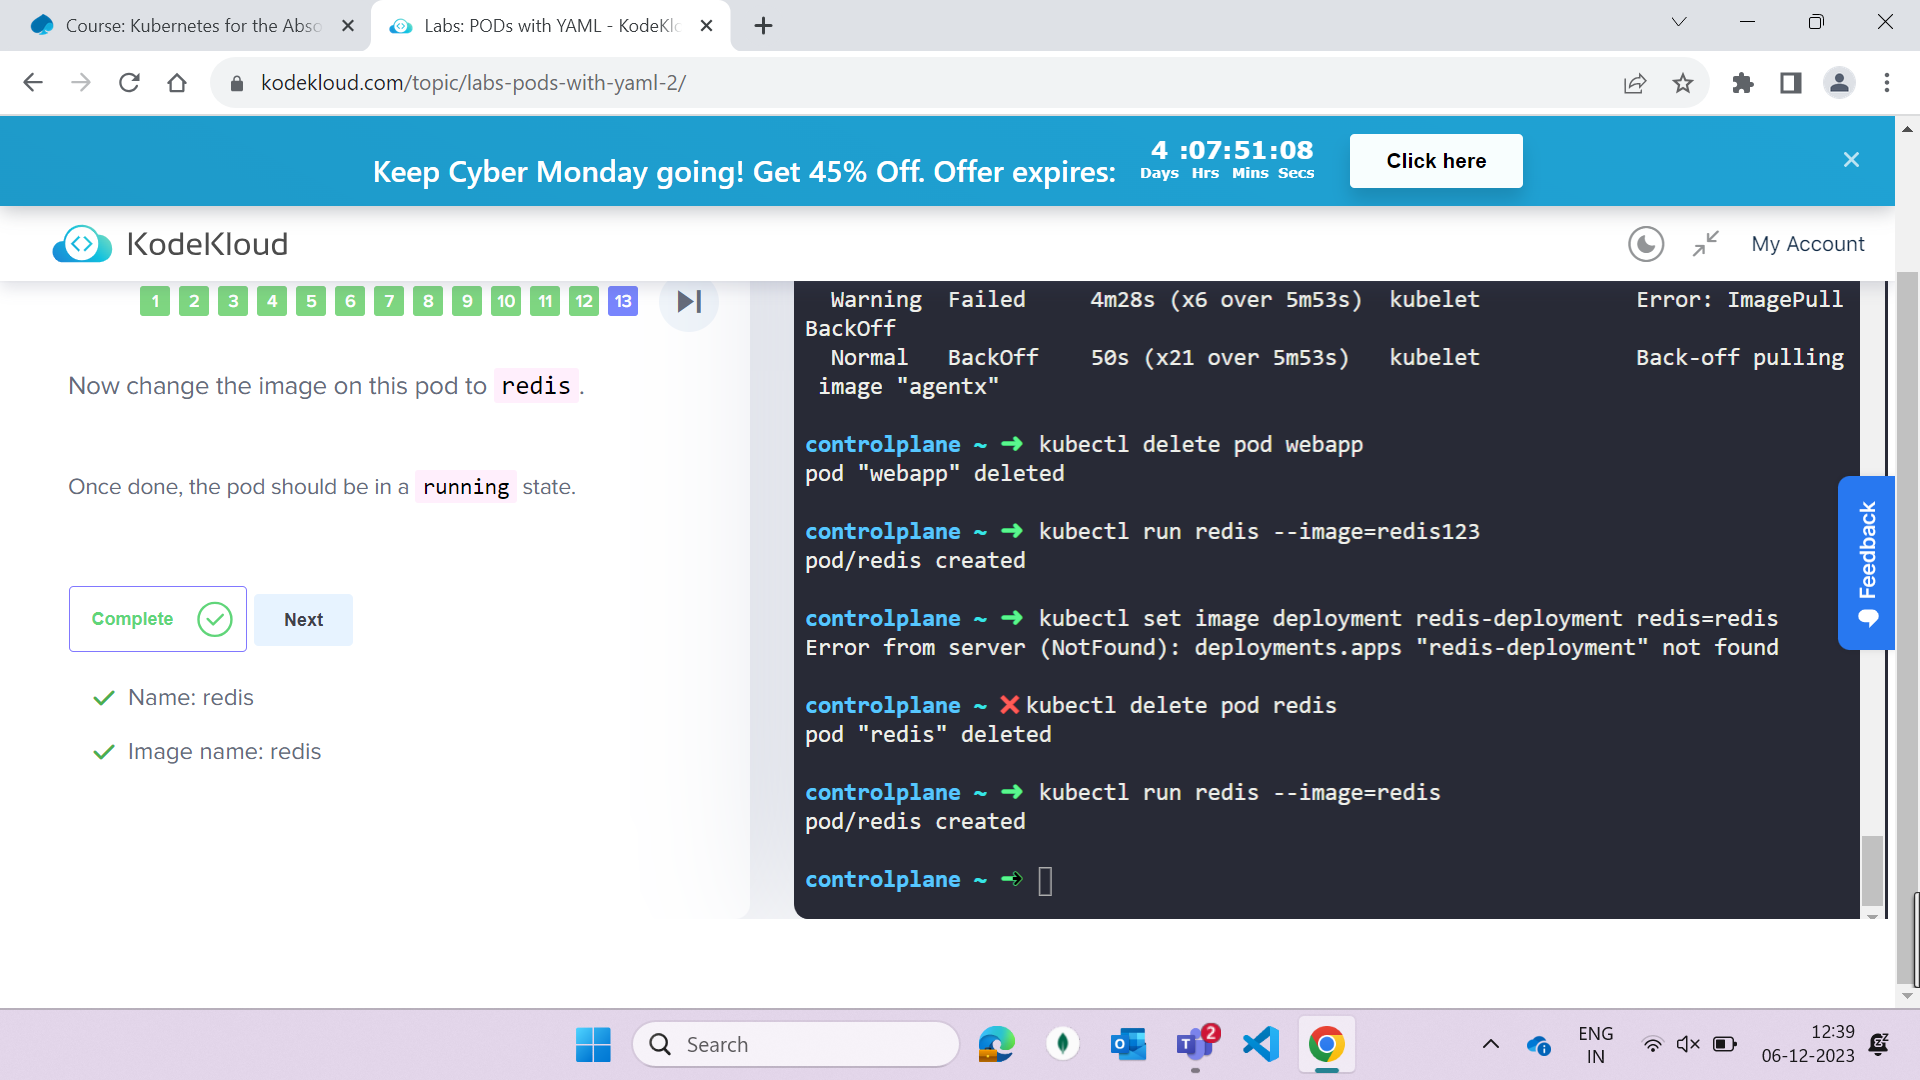 Course: Kubernetes for the Abso
Labs: PODs with YAML - KodeKl
kodekloud.com/topic/labs-pods-with-yaml-2/
Keep Cyber Monday going! Get 45% Off. Offer expires:
4 :07:51:08
Days Hrs Mins Secs
Click here
KodeKloud
My Account
1 2 3 4 5 6 7 8 9 10 11 12 13
Now change the image on this pod to redis.
Once done, the pod should be in a running state.
Complete
Next
Name: redis
Image name: redis
Warning Failed 4m28s (x6 over 5m53s) kubelet Error: ImagePull
BackOff
Normal BackOff 50s (x21 over 5m53s) kubelet Back-off pulling
image "agentx"
controlplane ~ ➜ kubectl delete pod webapp
pod "webapp" deleted
controlplane ~ ➜ kubectl run redis --image=redis123
pod/redis created
controlplane ~ ➜ kubectl set image deployment redis-deployment redis=redis
Error from server (NotFound): deployments.apps "redis-deployment" not found
controlplane ~ ✖ kubectl delete pod redis
pod "redis" deleted
controlplane ~ ➜ kubectl run redis --image=redis
pod/redis created
controlplane ~ ➜
Feedback
Search
2
ENG
IN
12:39
06-12-2023